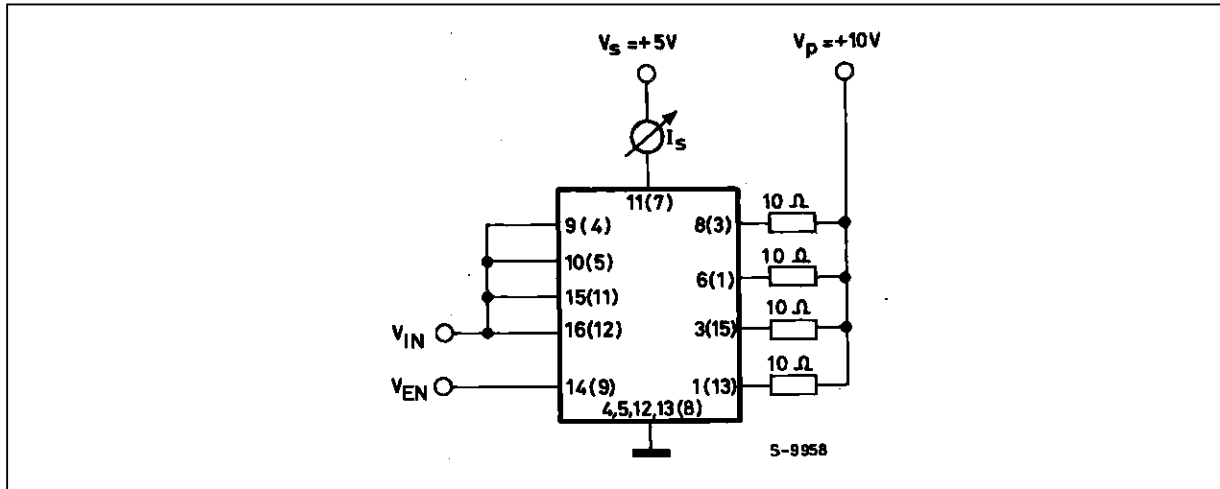 Vs=+5V
Vp=+10V
Is
11(7)
9(4)
10(5)
15(11)
16(12)
14(9)
8(3)
6(1)
3(15)
1(13)
4,5,12,13(8)
10 Ω
10 Ω
10 Ω
10 Ω
VIN
VEN
S-9958